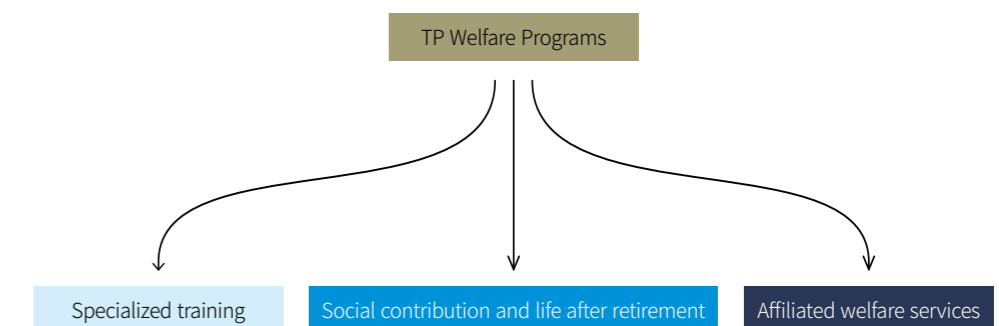 TP Welfare Programs
Specialized training
Social contribution and life after retirement
Affiliated welfare services